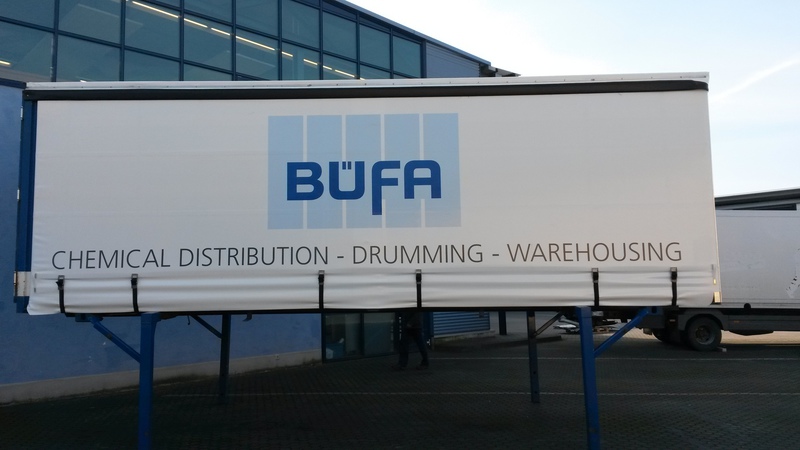 BÜFA
CHEMICAL DISTRIBUTION - DRUMMING - WAREHOUSING